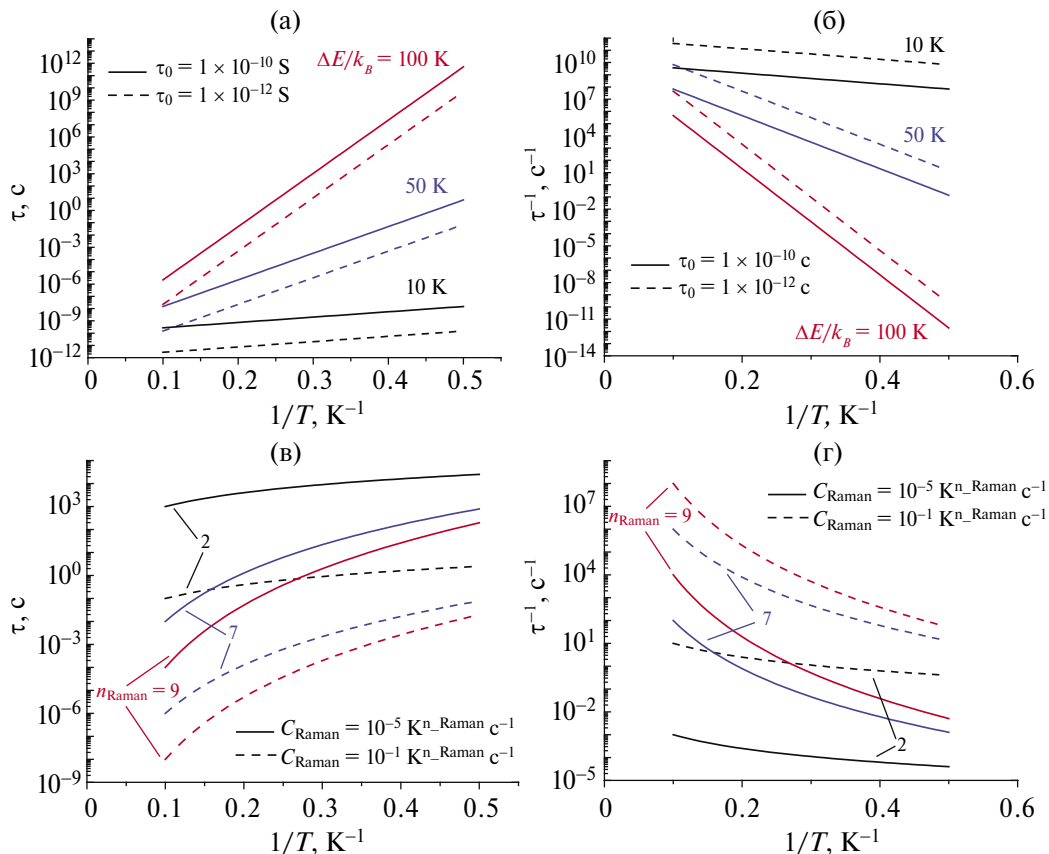 (а)
τ, c
10¹²
10⁹
10⁶
10³
10⁰
10⁻³
10⁻⁶
10⁻⁹
10⁻¹²
τ₀ = 1 × 10⁻¹⁰ S
τ₀ = 1 × 10⁻¹² S
ΔE/k_B = 100 K
50 K
10 K
0 0.1 0.2 0.3 0.4 0.5
1/T, K⁻¹
(б)
τ⁻¹, c⁻¹
10¹⁰
10⁷
10⁴
10¹
10⁻²
10⁻⁵
10⁻⁸
10⁻¹¹
10⁻¹⁴
10 K
50 K
τ₀ = 1 × 10⁻¹⁰ c
τ₀ = 1 × 10⁻¹² c
ΔE/k_B = 100 K
0 0.2 0.4 0.6
1/T, K⁻¹
(в)
τ, c
10³
10⁰
10⁻³
10⁻⁶
10⁻⁹
2
7
n_Raman = 9
C_Raman = 10⁻⁵ K^n_Raman c⁻¹
C_Raman = 10⁻¹ K^n_Raman c⁻¹
0 0.1 0.2 0.3 0.4 0.5
1/T, K⁻¹
(г)
τ⁻¹, c⁻¹
10⁷
10⁴
10¹
10⁻²
10⁻⁵
C_Raman = 10⁻⁵ K^n_Raman c⁻¹
C_Raman = 10⁻¹ K^n_Raman c⁻¹
n_Raman = 9
7
2
0 0.2 0.4 0.6
1/T, K⁻¹